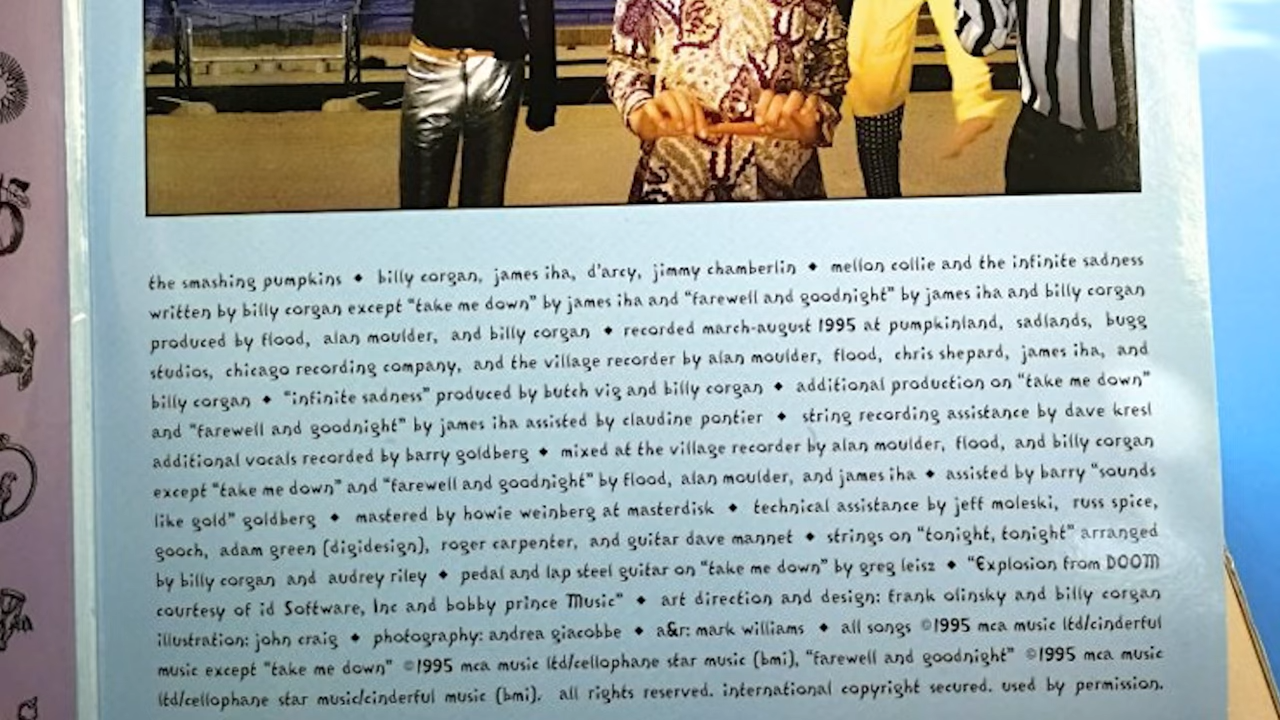 the smashing pumpkins ◆ billy corgan, james iha, d'arcy, jimmy chamberlin ◆ mellon collie and the infinite sadness
written by billy corgan except "take me down" by james iha and "farewell and goodnight" by james iha and billy corgan
produced by flood, alan moulder, and billy corgan ◆ recorded march-august 1995 at pumpkinland, sadlands, bugg
studios, chicago recording company, and the village recorder by alan moulder, flood, chris shepard, james iha, and
billy corgan ◆ "infinite sadness" produced by butch vig and billy corgan ◆ additional production on "take me down"
and "farewell and goodnight" by james iha assisted by claudine pontier ◆ string recording assistance by dave kresl
additional vocals recorded by barry goldberg ◆ mixed at the village recorder by alan moulder, flood, and billy corgan
except "take me down" and "farewell and goodnight" by flood, alan moulder, and james iha ◆ assisted by barry "sounds
like gold" goldberg ◆ mastered by howie weinberg at masterdisk ◆ technical assistance by jeff moleski, russ spice,
gooch, adam green (digidesign), roger carpenter, and guitar dave mannet ◆ strings on "tonight, tonight" arranged
by billy corgan and audrey riley ◆ pedal and lap steel guitar on "take me down" by greg leisz ◆ "Explosion from DOOM
courtesy of id Software, Inc and bobby prince Music" ◆ art direction and design: frank olinsky and billy corgan
illustration: john craig ◆ photography: andrea giacobbe ◆ a&r: mark williams ◆ all songs ©1995 mca music ltd/cinderful
music except "take me down" ©1995 mca music ltd/cellophane star music (bmi), "farewell and goodnight" ©1995 mca music
ltd/cellophane star music/cinderful music (bmi). all rights reserved. international copyright secured. used by permission.